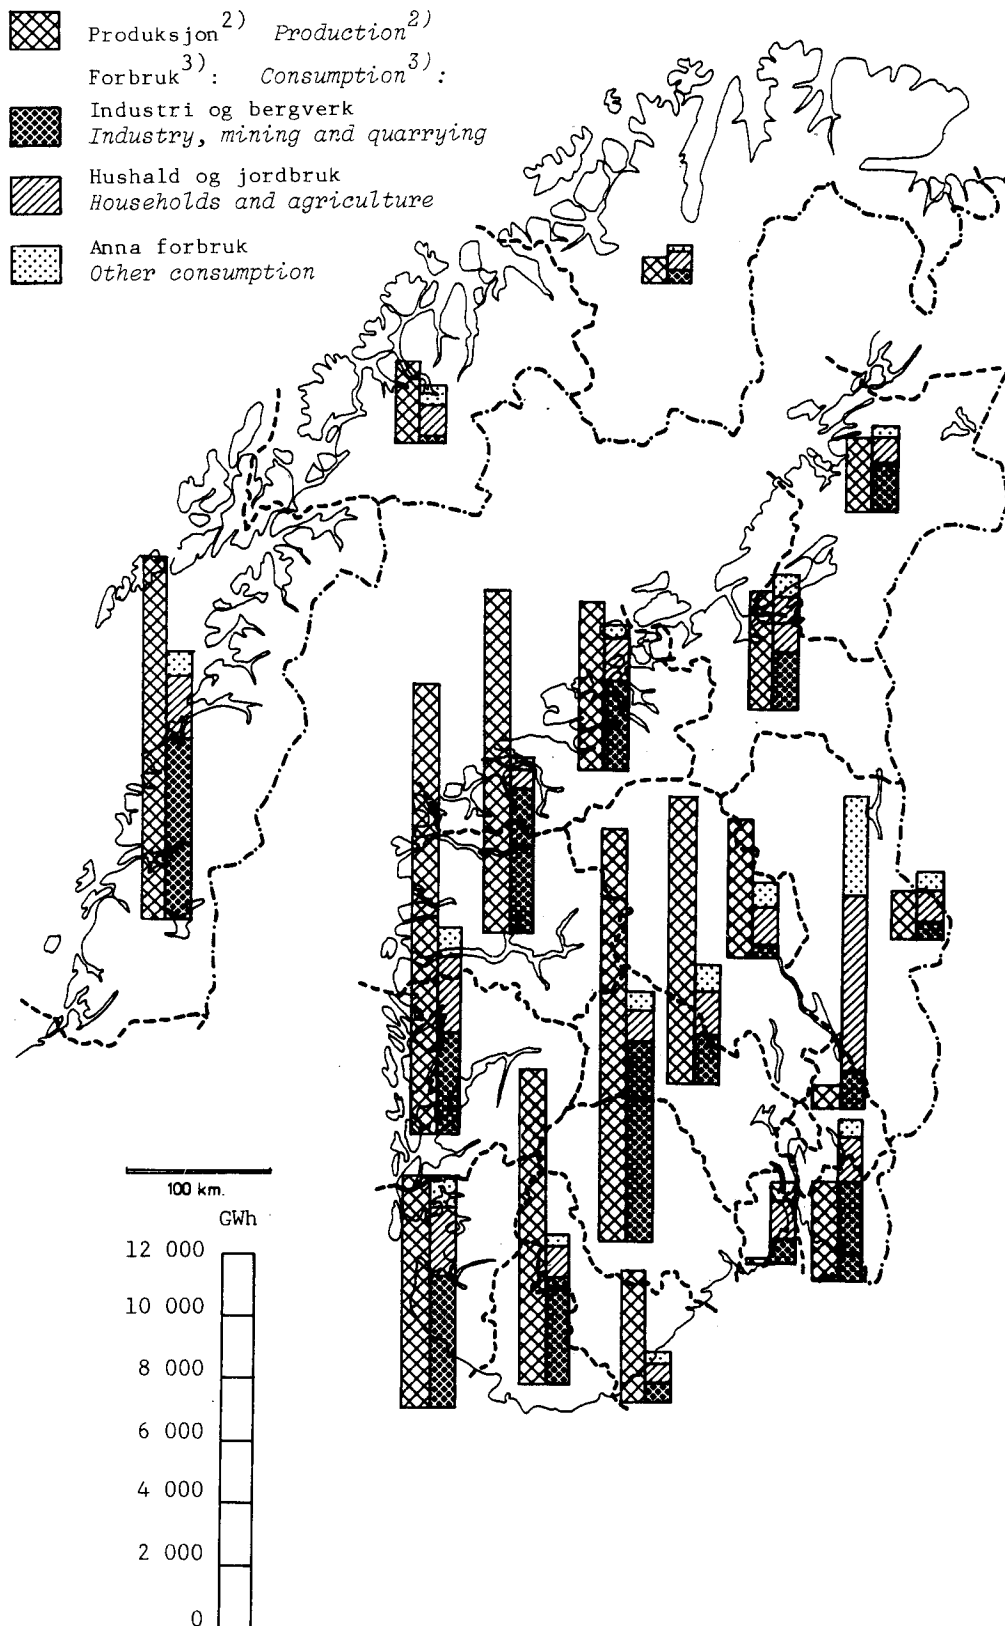 Produksjon2) Production2)
Forbruk3): Consumption3):
Industri og bergverk
Industry, mining and quarrying
Hushald og jordbruk
Households and agriculture
Anna forbruk
Other consumption
100 km.
GWh
12 000
10 000
8 000
6 000
4 000
2 000
0